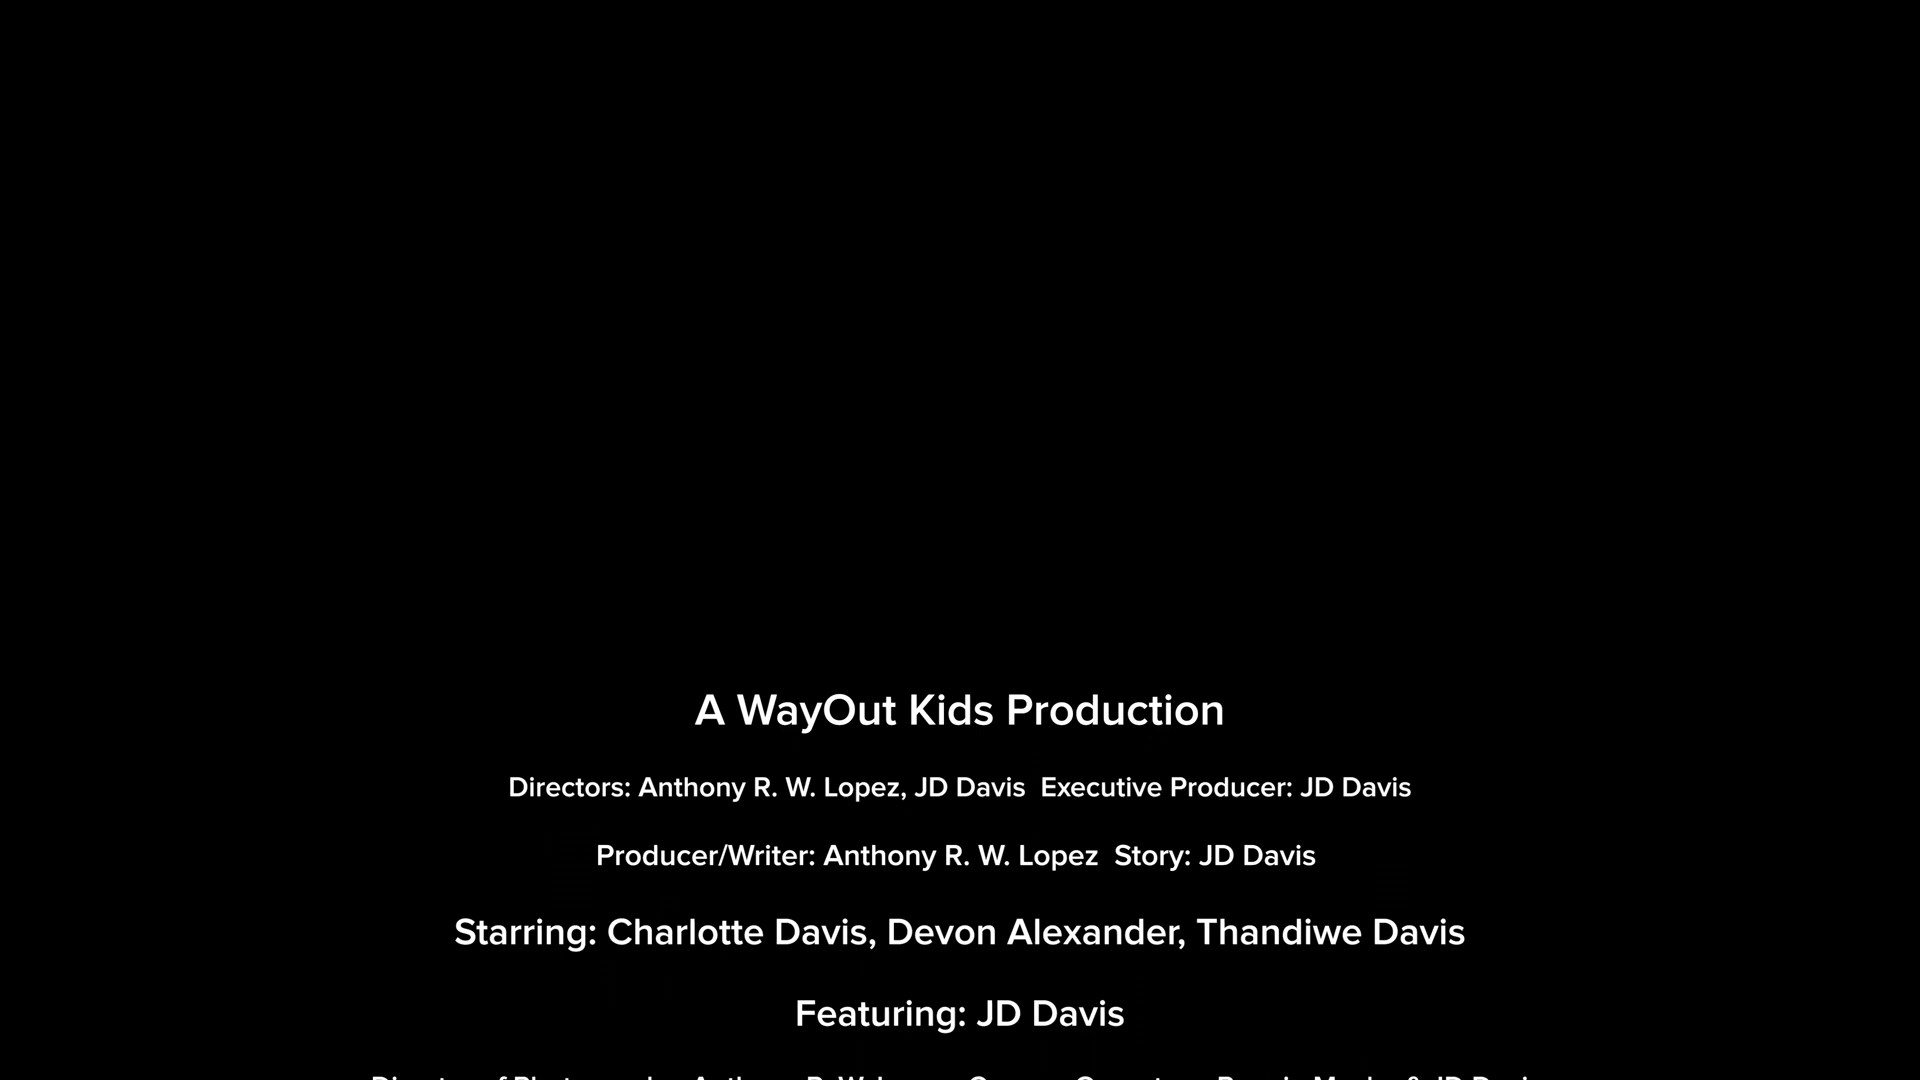 A WayOut Kids Production
Directors: Anthony R. W. Lopez, JD Davis  Executive Producer: JD Davis
Producer/Writer: Anthony R. W. Lopez  Story: JD Davis
Starring: Charlotte Davis, Devon Alexander, Thandiwe Davis
Featuring: JD Davis